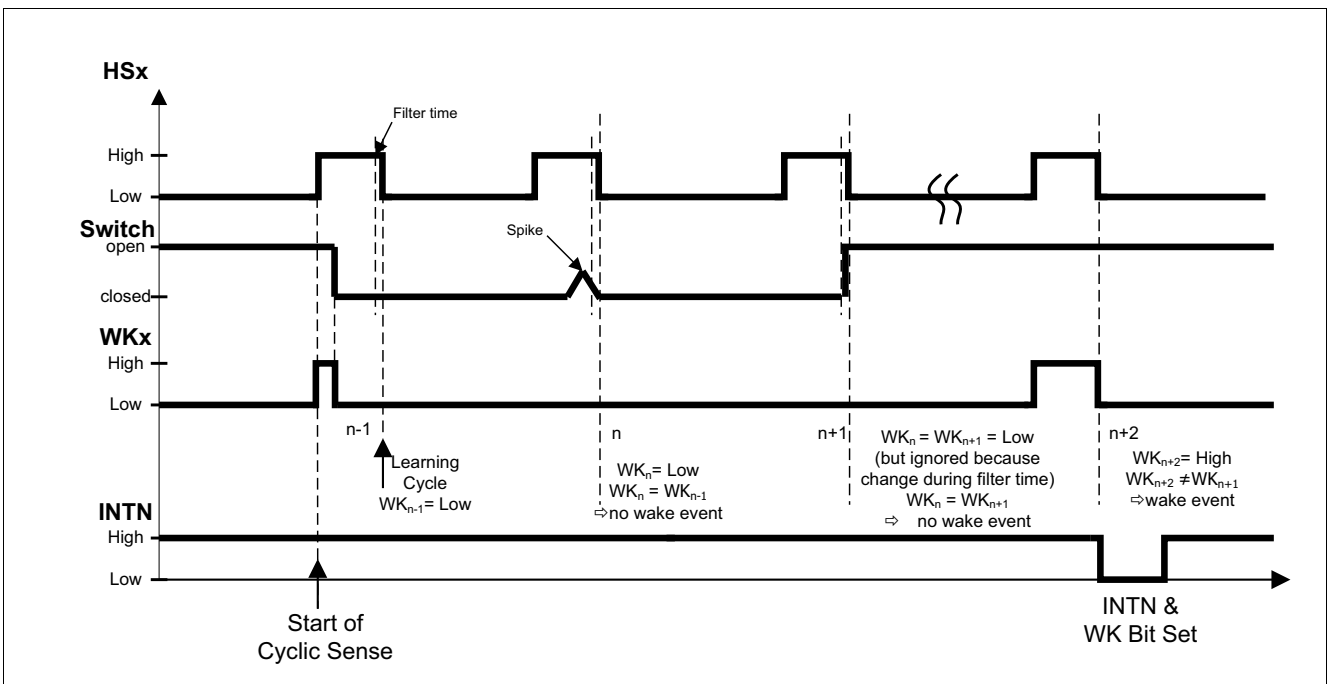 HSx
Filter time
High
Low
Switch
open
Spike
closed
WKx
High
Low
n-1
n
n+1
n+2
Learning
Cycle
WKn-1= Low
WKn= Low
WKn = WKn-1
⇨no wake event
WKn = WKn+1 = Low
(but ignored because
change during filter time)
WKn = WKn+1
⇨ no wake event
WKn+2= High
WKn+2 ≠WKn+1
⇨wake event
INTN
High
Low
Start of
Cyclic Sense
INTN &
WK Bit Set